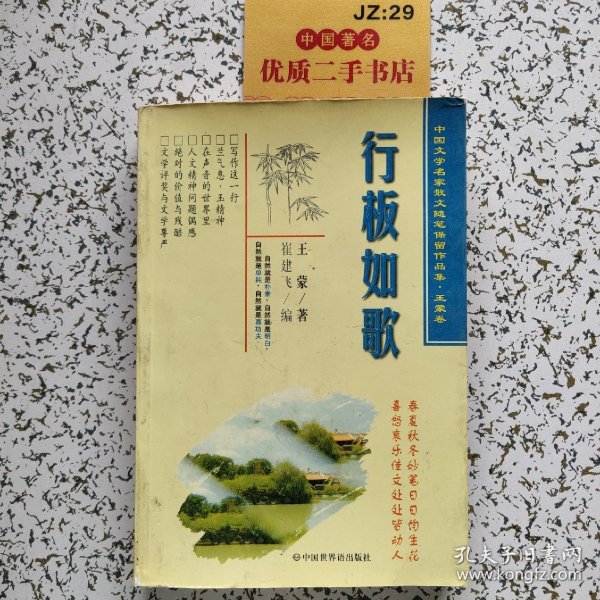 JZ:29
中国著名
优质二手书店
中国文学名家散文随笔保留作品集·王蒙卷
行板如歌
王蒙/著
崔建飞/编
自然就是朴素,自然就是明白,
自然就是单纯,自然就是真功夫。
□写作这一行
□兰气息,玉精神
□在声音的世界里
□人文精神问题偶感
□绝对的价值与残酷
□文学评奖与文学尊严
春夏秋冬妙笔日日均生花
喜怒哀乐佳文处处皆动人
中国世界语出版社
孔夫子旧书网
www.kongfz.com